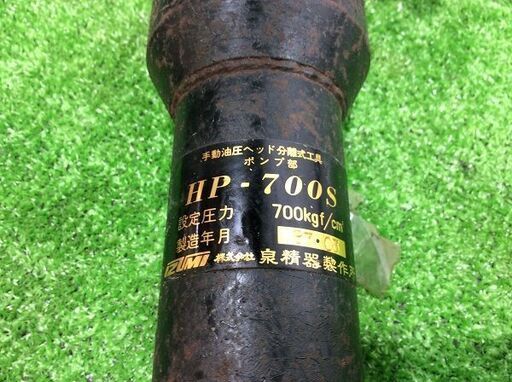 手動油圧ヘッド分離式工具
ポンプ部
HP-700S
設定圧力 700kgf/cm²
製造年月
IZUMI 株式会社 泉精器製作所